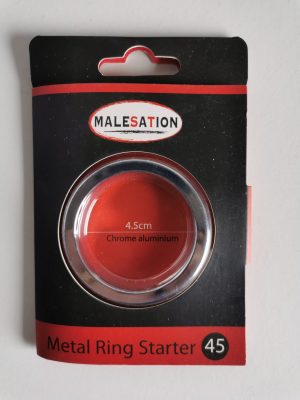 MALESATION
4.5cm
Chrome aluminium
Metal Ring Starter 45